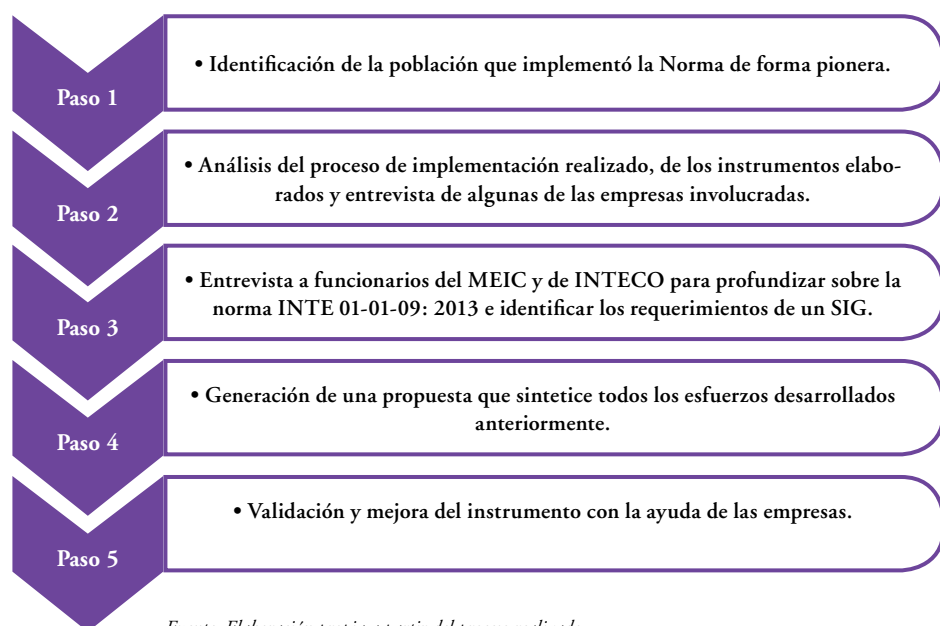 Paso 1
• Identificación de la población que implementó la Norma de forma pionera.
Paso 2
• Análisis del proceso de implementación realizado, de los instrumentos elabo-
rados y entrevista de algunas de las empresas involucradas.
Paso 3
• Entrevista a funcionarios del MEIC y de INTECO para profundizar sobre la
norma INTE 01-01-09: 2013 e identificar los requerimientos de un SIG.
Paso 4
• Generación de una propuesta que sintetice todos los esfuerzos desarrollados
anteriormente.
Paso 5
• Validación y mejora del instrumento con la ayuda de las empresas.